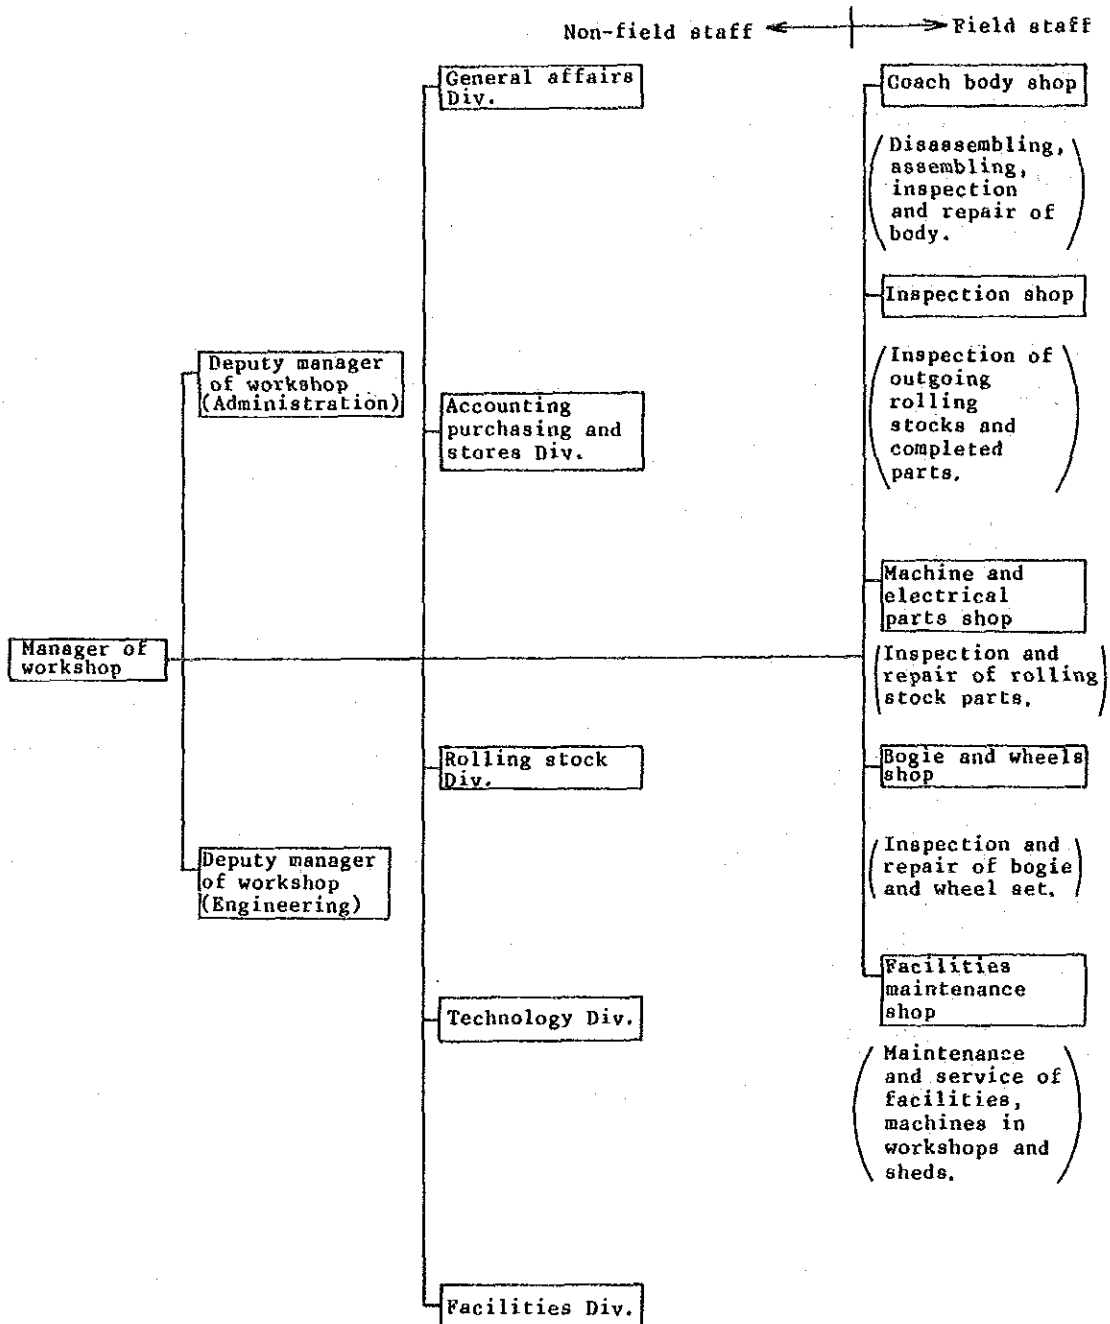 Non-field staff
Field staff
General affairs
Div.
Coach body shop
(Disassembling,
assembling,
inspection
and repair of
body.)
Inspection shop
Deputy manager
of workshop
(Administration)
(Inspection of
outgoing
rolling
stocks and
completed
parts.)
Accounting
purchasing and
stores Div.
Machine and
electrical
parts shop
Manager of
workshop
(Inspection and
repair of rolling
stock parts.)
Rolling stock
Div.
Bogie and wheels
shop
Deputy manager
of workshop
(Engineering)
(Inspection and
repair of bogie
and wheel set.)
Facilities
maintenance
shop
Technology Div.
(Maintenance
and service of
facilities,
machines in
workshops and
sheds.)
Facilities Div.